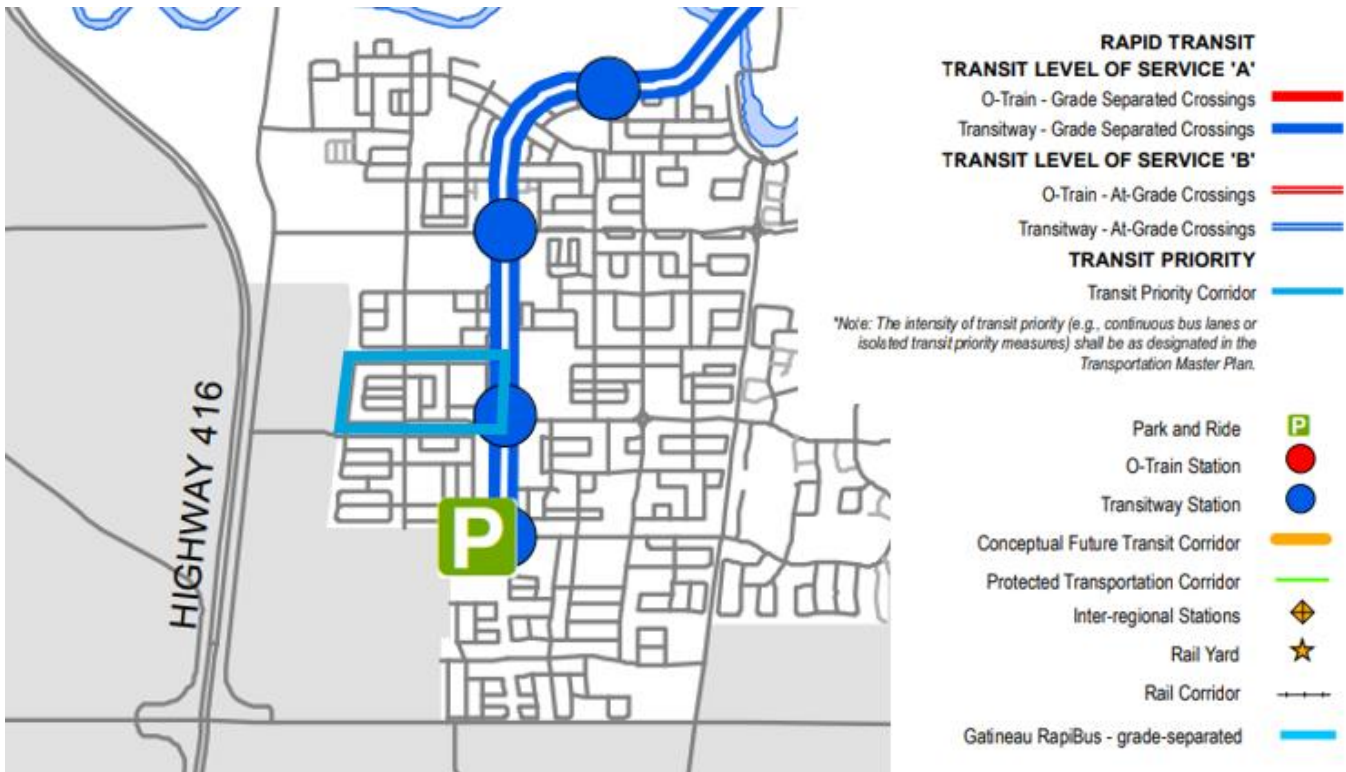 HIGHWAY 416
P
RAPID TRANSIT
TRANSIT LEVEL OF SERVICE 'A'
O-Train - Grade Separated Crossings
Transitway - Grade Separated Crossings
TRANSIT LEVEL OF SERVICE 'B'
O-Train - At-Grade Crossings
Transitway - At-Grade Crossings
TRANSIT PRIORITY
Transit Priority Corridor
*Note: The intensity of transit priority (e.g., continuous bus lanes or
isolated transit priority measures) shall be as designated in the
Transportation Master Plan.
Park and Ride P
O-Train Station
Transitway Station
Conceptual Future Transit Corridor
Protected Transportation Corridor
Inter-regional Stations
Rail Yard
Rail Corridor
Gatineau RapiBus - grade-separated